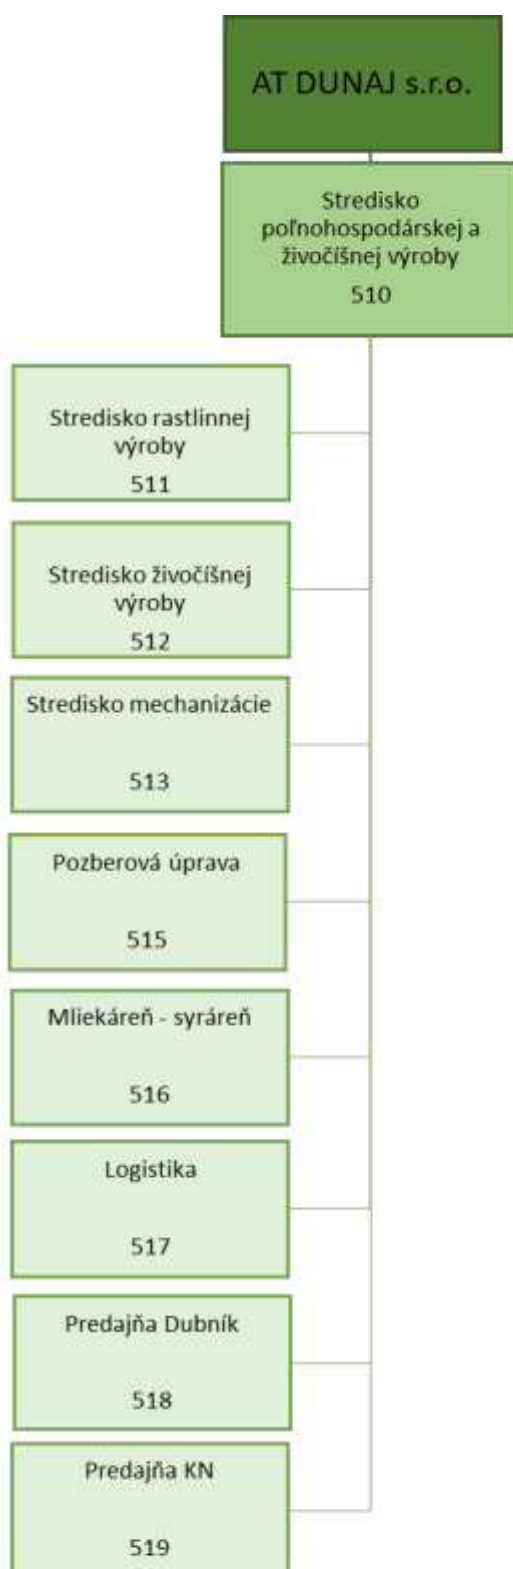 AT DUNAJ s.r.o.
Stredisko
poľnohospodárskej a
živočíšnej výroby
510
Stredisko rastlinnej
výroby
511
Stredisko živočíšnej
výroby
512
Stredisko mechanizácie
513
Pozberová úprava
515
Mliekáreň - syráreň
516
Logistika
517
Predajňa Dubník
518
Predajňa KN
519